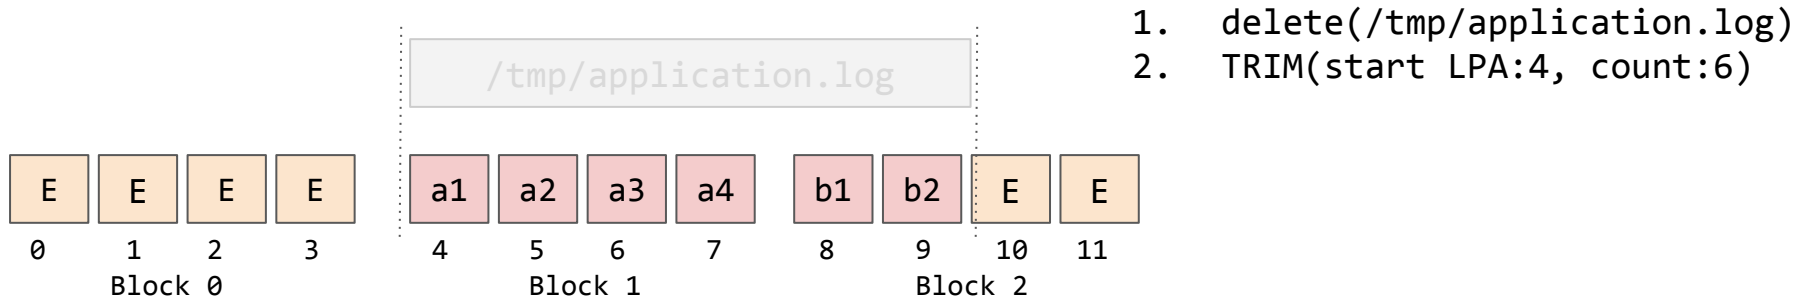 1. delete(/tmp/application.log)
2. TRIM(start LPA:4, count:6)
/tmp/application.log
E E E E a1 a2 a3 a4 b1 b2 E E
0 1 2 3 4 5 6 7 8 9 10 11
Block 0 Block 1 Block 2